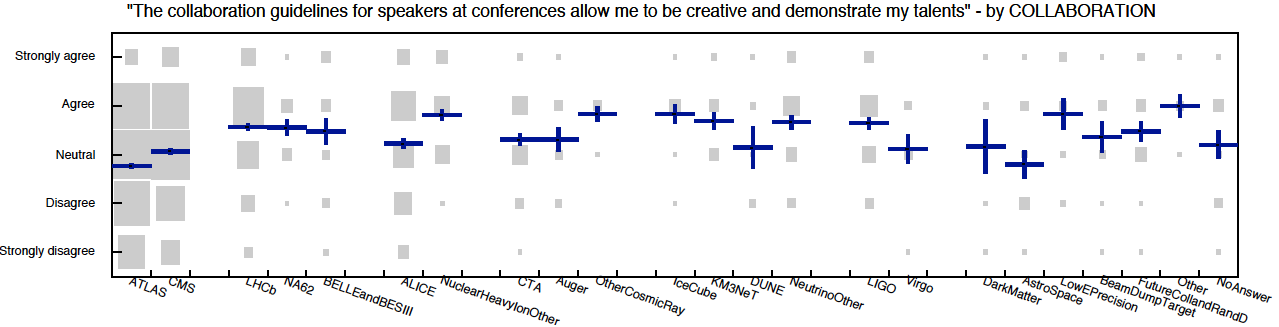 "The collaboration guidelines for speakers at conferences allow me to be creative and demonstrate my talents" - by COLLABORATION
Strongly agree
Agree
Neutral
Disagree
Strongly disagree
ATLAS
CMS
LHCb
NA62
BELLEandBESIII
ALICE
NuclearHeavyIonOther
CTA
Auger
OtherCosmicRay
IceCube
KM3NeT
DUNE
NeutrinoOther
LIGO
Virgo
DarkMatter
AstroSpace
LowEPrecision
BeamDumpTarget
FutureCollandRandD
Other
NoAnswer